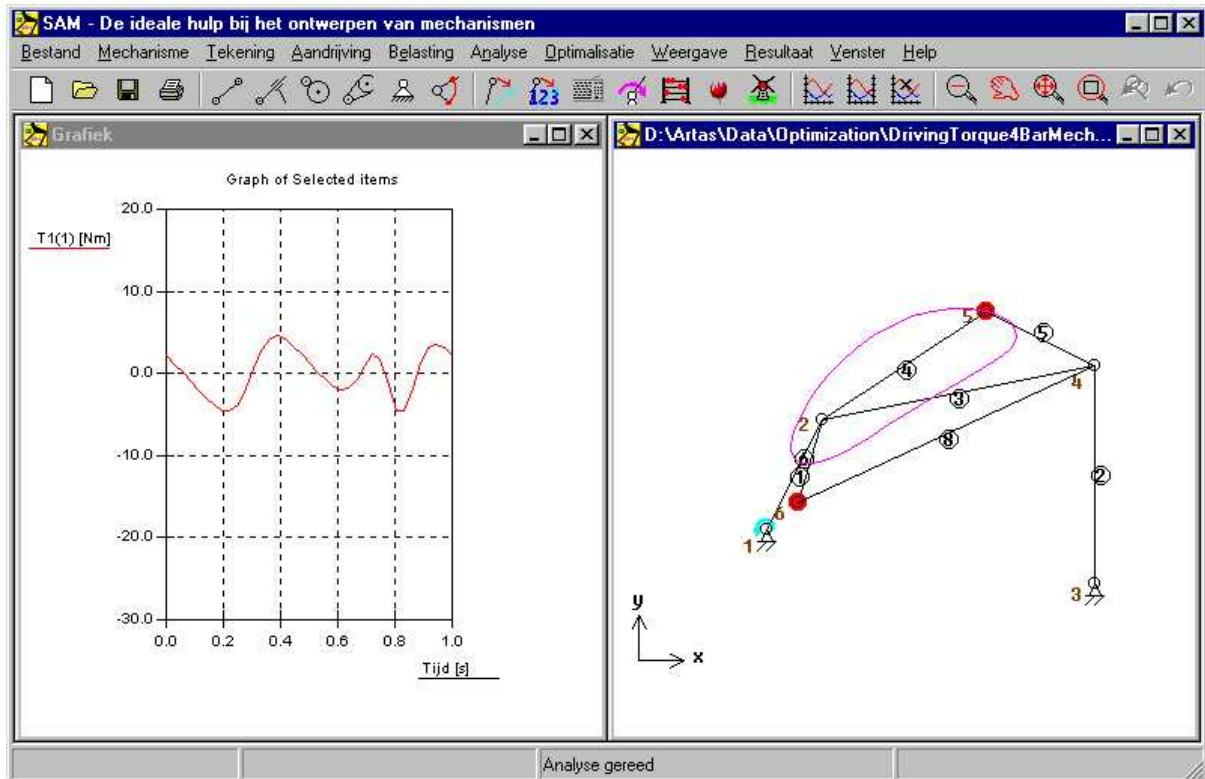 SAM - De ideale hulp bij het ontwerpen van mechanismen
Bestand Mechanisme Tekening Aandrijving Belasting Analyse Optimalisatie Weergave Resultaat Venster Help
123
Grafiek
Graph of Selected items
T1(1) [Nm]
20.0
10.0
0.0
-10.0
-20.0
-30.0
0.0 0.2 0.4 0.6 0.8 1.0
Tijd [s]
D:\Artas\Data\Optimization\DrivingTorque4BarMech...
5
5
4
4
3
2
8
6
1
2
6
1
3
y
x
Analyse gereed